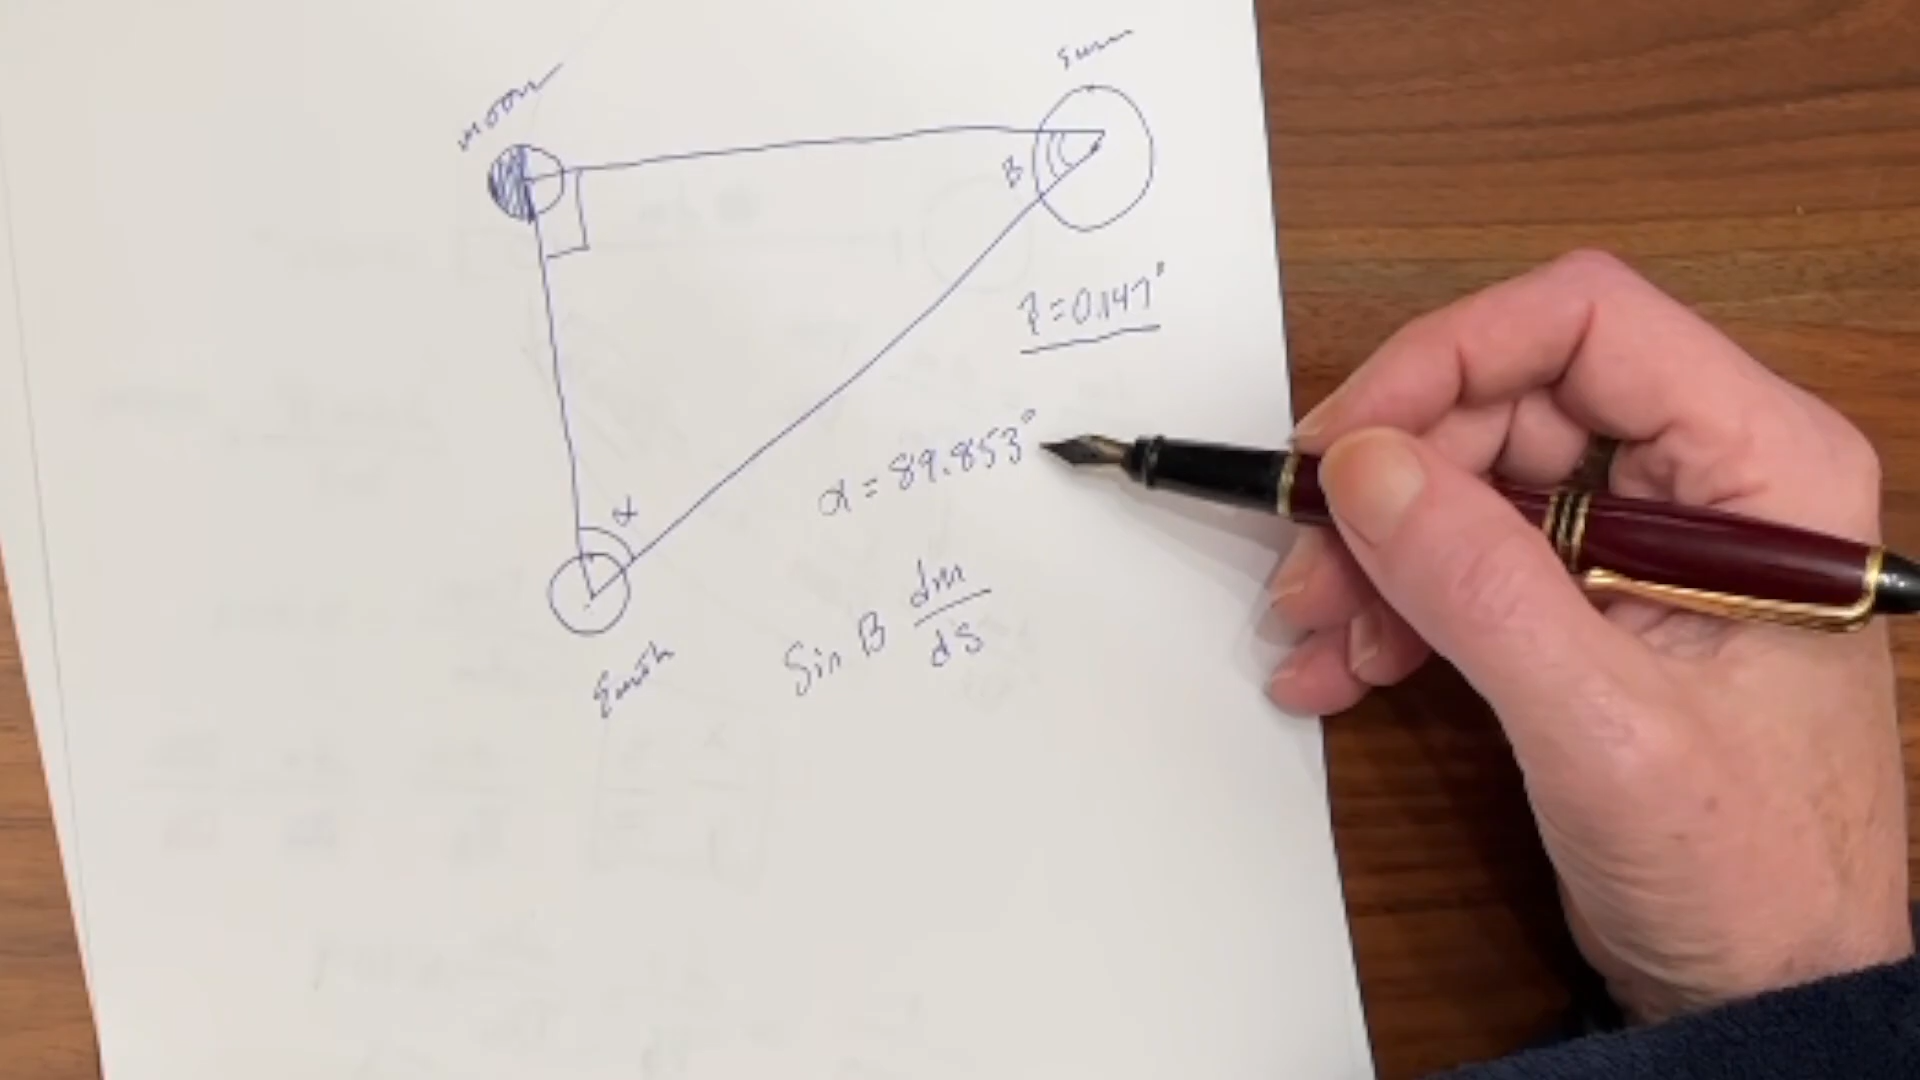 Sun
moon
B
? = 0.147°
α = 89.853°
α
Sin B dm/ds
Earth